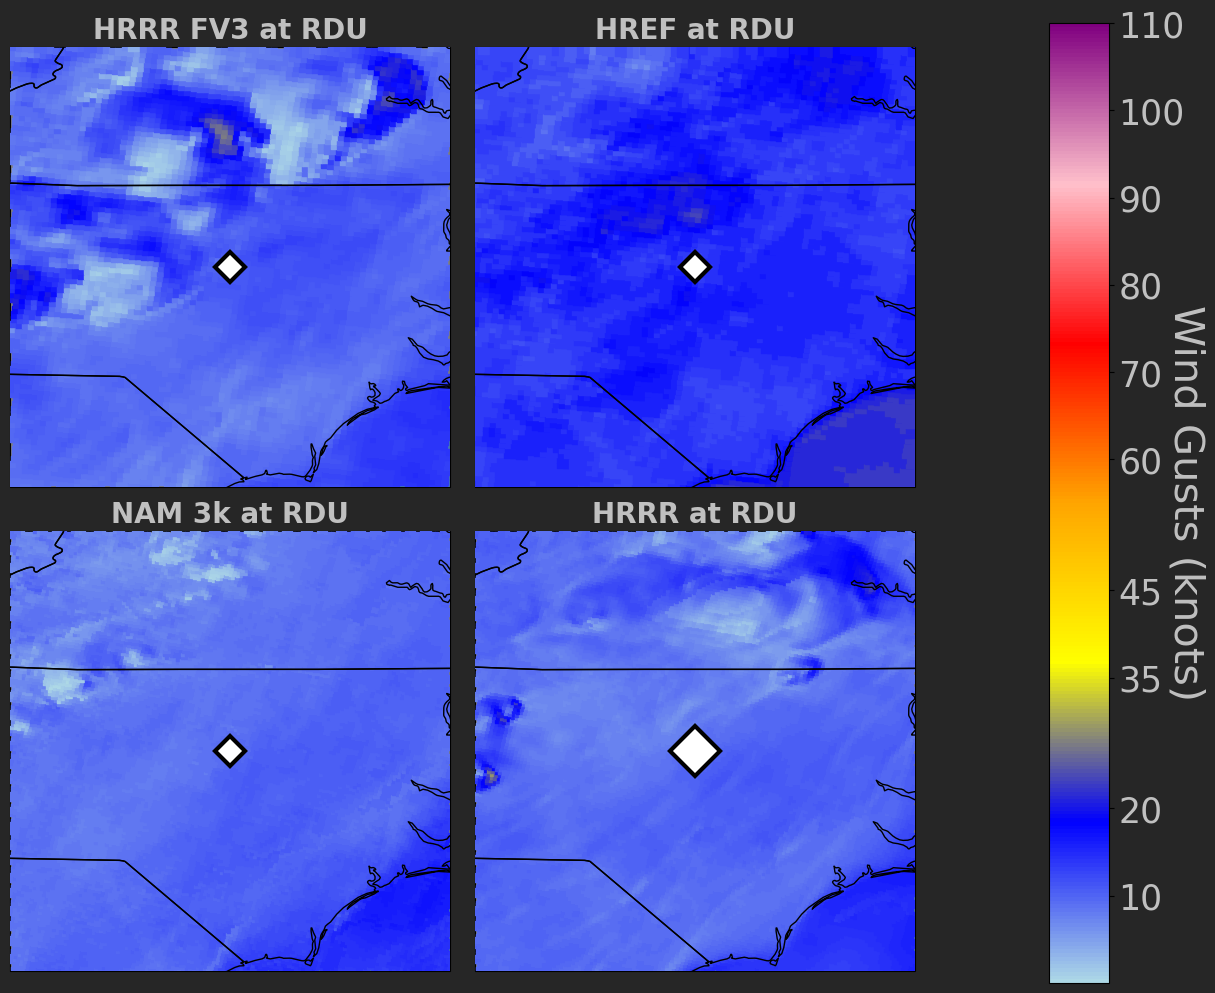 HRRR FV3 at RDU
HREF at RDU
NAM 3k at RDU
HRRR at RDU
110
100
90
80
70
60
45
35
20
10
Wind Gusts (knots)